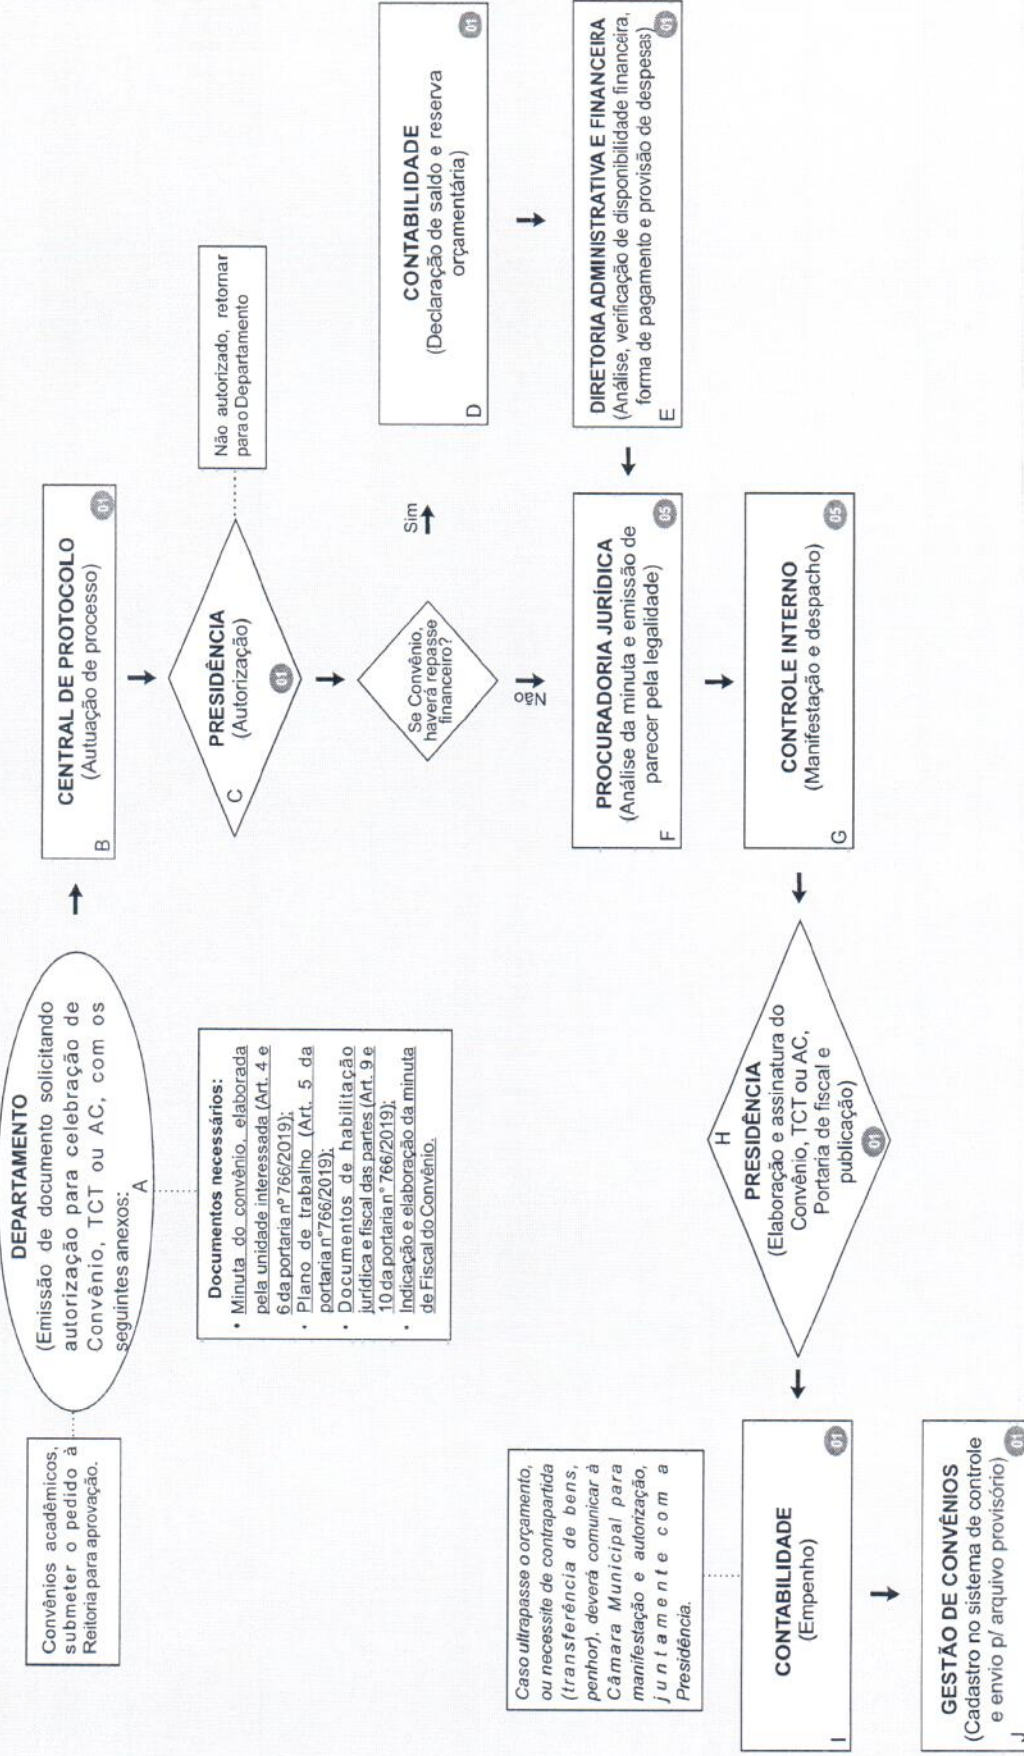 Convênios acadêmicos,
submeter o pedido à
Reitoria para aprovação.
DEPARTAMENTO
(Emissão de documento solicitando
autorização para celebração de
Convênio, TCT ou AC, com os
seguintes anexos:
A
Documentos necessários:
• Minuta do convênio, elaborada
pela unidade interessada (Art. 4 e
6 da portaria nº 766/2019);
• Plano de trabalho (Art. 5 da
portaria n°766/2019);
• Documentos de habilitação
jurídica e fiscal das partes (Art. 9 e
10 da portaria n° 766/2019);
• Indicação e elaboração da minuta
de Fiscal do Convênio.
CENTRAL DE PROTOCOLO
(Autuação de processo)
B
01
PRESIDÊNCIA
(Autorização)
C
01
Não autorizado, retornar
para o Departamento
Se Convênio,
haverá repasse
financeiro?
Sim
Não
CONTABILIDADE
(Declaração de saldo e reserva
orçamentária)
D
01
DIRETORIA ADMINISTRATIVA E FINANCEIRA
(Análise, verificação de disponibilidade financeira,
forma de pagamento e provisão de despesas)
E
01
PROCURADORIA JURÍDICA
(Análise da minuta e emissão de
parecer pela legalidade)
F
05
CONTROLE INTERNO
(Manifestação e despacho)
G
05
H
PRESIDÊNCIA
(Elaboração e assinatura do
Convênio, TCT ou AC,
Portaria de fiscal e
publicação)
01
Caso ultrapasse o orçamento,
ou necessite de contrapartida
(transferência de bens,
penhor), deverá comunicar à
Câmara Municipal para
manifestação e autorização,
juntamente com a
Presidência.
CONTABILIDADE
(Empenho)
I
01
GESTÃO DE CONVÊNIOS
(Cadastro no sistema de controle
e envio p/ arquivo provisório)
J
01